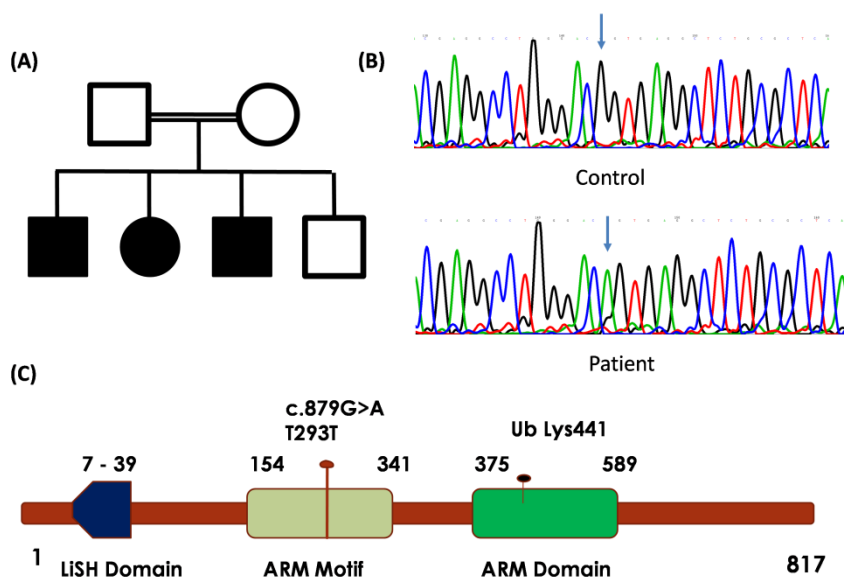 (A)
(B)
Control
Patient
(C)
c.879G>A
T293T
Ub Lys441
7 - 39
154
341
375
589
1
LiSH Domain
ARM Motif
ARM Domain
817